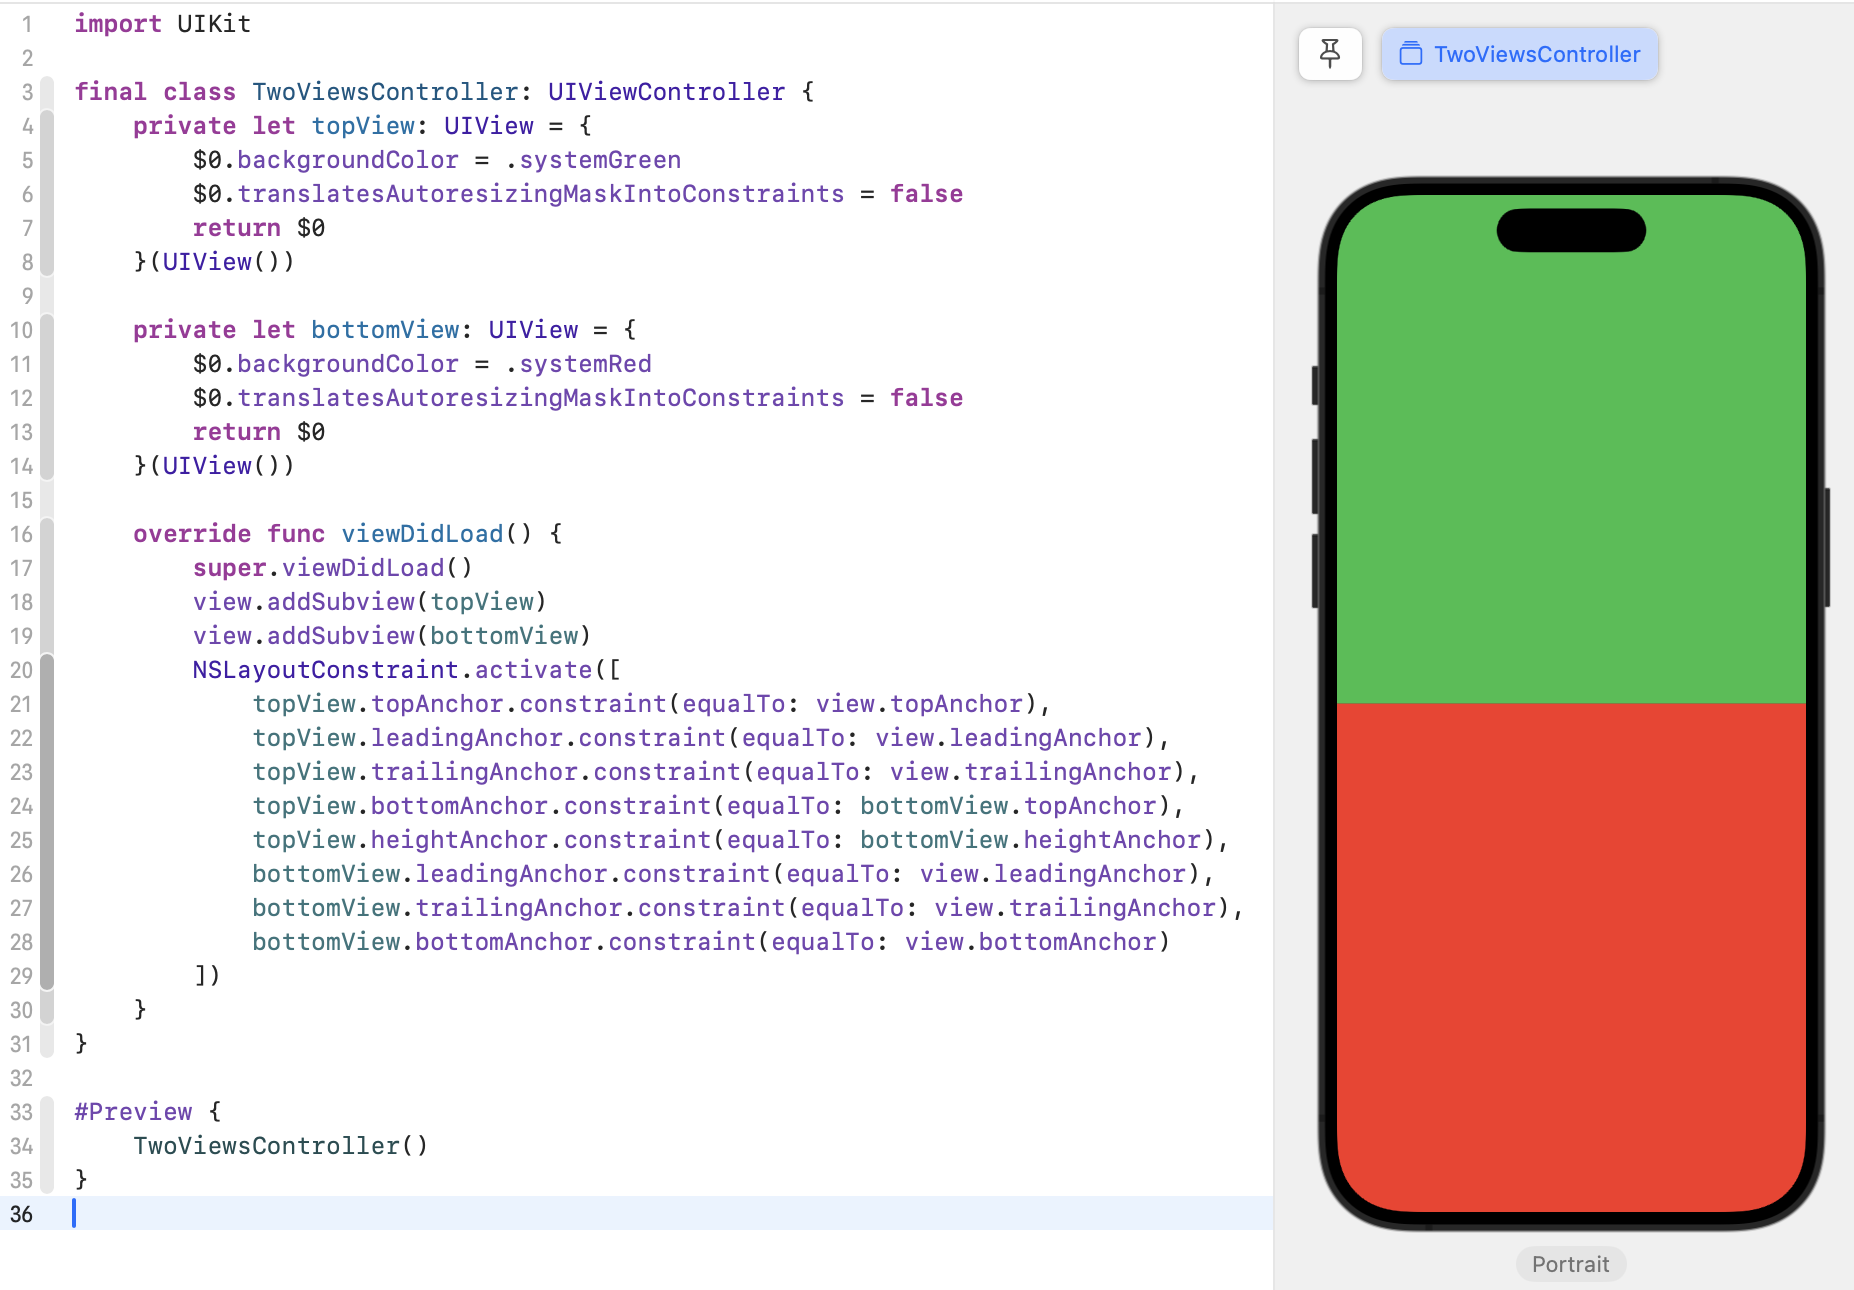 1 import UIKit
2
3 final class TwoViewsController: UIViewController {
4     private let topView: UIView = {
5         $0.backgroundColor = .systemGreen
6         $0.translatesAutoresizingMaskIntoConstraints = false
7         return $0
8     }(UIView())
9
10     private let bottomView: UIView = {
11         $0.backgroundColor = .systemRed
12         $0.translatesAutoresizingMaskIntoConstraints = false
13         return $0
14     }(UIView())
15
16     override func viewDidLoad() {
17         super.viewDidLoad()
18         view.addSubview(topView)
19         view.addSubview(bottomView)
20         NSLayoutConstraint.activate([
21             topView.topAnchor.constraint(equalTo: view.topAnchor),
22             topView.leadingAnchor.constraint(equalTo: view.leadingAnchor),
23             topView.trailingAnchor.constraint(equalTo: view.trailingAnchor),
24             topView.bottomAnchor.constraint(equalTo: bottomView.topAnchor),
25             topView.heightAnchor.constraint(equalTo: bottomView.heightAnchor),
26             bottomView.leadingAnchor.constraint(equalTo: view.leadingAnchor),
27             bottomView.trailingAnchor.constraint(equalTo: view.trailingAnchor),
28             bottomView.bottomAnchor.constraint(equalTo: view.bottomAnchor)
29         ])
30     }
31 }
32
33 #Preview {
34     TwoViewsController()
35 }
36
TwoViewsController
Portrait